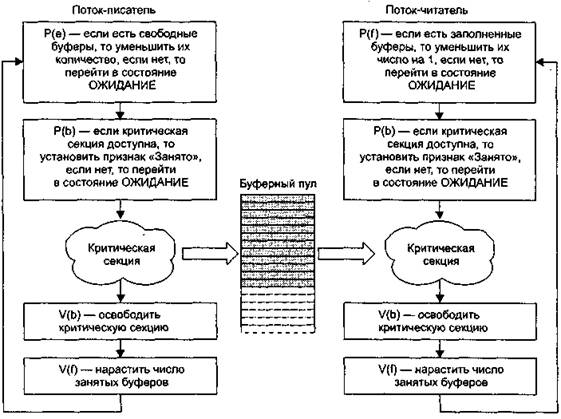 Поток-писатель
P(e) — если есть свободные
буферы, то уменьшить их
количество, если нет, то
перейти в состояние
ОЖИДАНИЕ
P(b) — если критическая
секция доступна, то
установить признак «Занято»,
если нет, то перейти
в состояние ОЖИДАНИЕ
Критическая
секция
V(b) — освободить
критическую секцию
V(f) — нарастить число
занятых буферов
Буферный пул
Поток-читатель
P(f) — если есть заполненные
буферы, то уменьшить их
число на 1, если нет, то
перейти в состояние
ОЖИДАНИЕ
P(b) — если критическая
секция доступна, то
установить признак «Занято»,
если нет, то перейти
в состояние ОЖИДАНИЕ
Критическая
секция
V(b) — освободить
критическую секцию
V(f) — нарастить число
занятых буферов